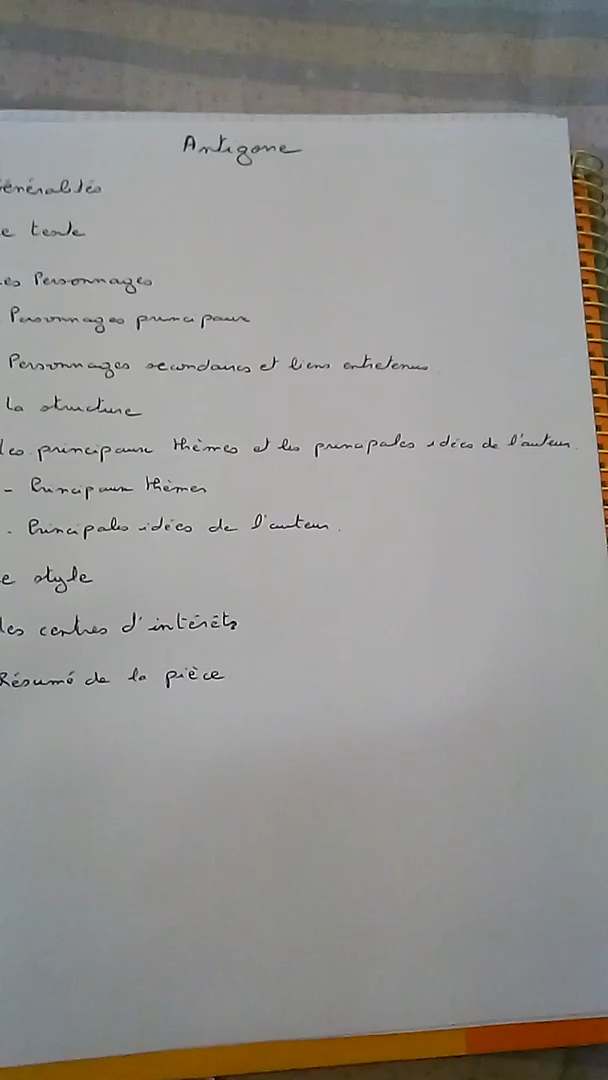 Antigone
énéralités
e texte
es Personnages
Personnages principaux
Personnages secondaires et liens entretenus
La structure
les principaux thèmes et les principales idées de l'auteur.
- Principaux thèmes
- Principales idées de l'auteur.
e style
les centres d'intérêts
Résumé de la pièce